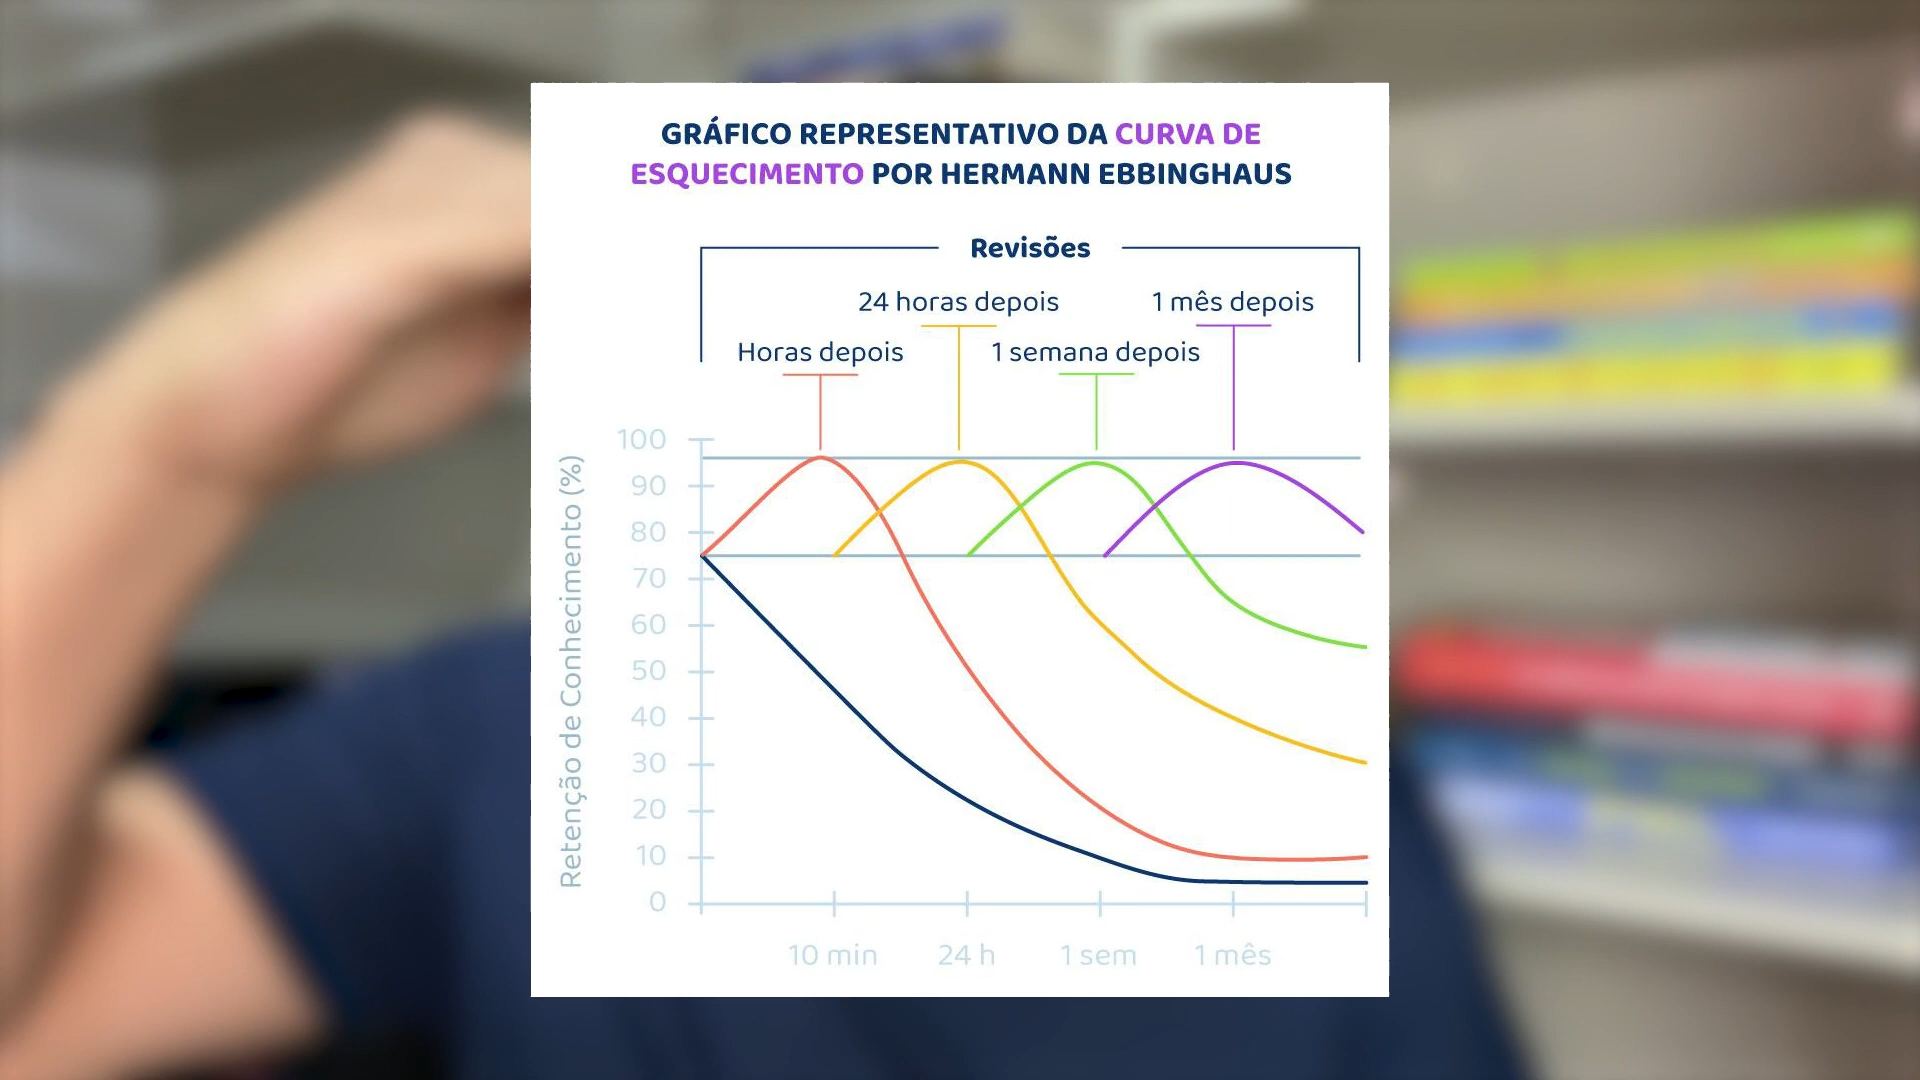 GRÁFICO REPRESENTATIVO DA CURVA DE
ESQUECIMENTO POR HERMANN EBBINGHAUS
Revisões
24 horas depois
1 mês depois
Horas depois
1 semana depois
Retenção de Conhecimento (%)
100
90
80
70
60
50
40
30
20
10
0
10 min
24 h
1 sem
1 mês